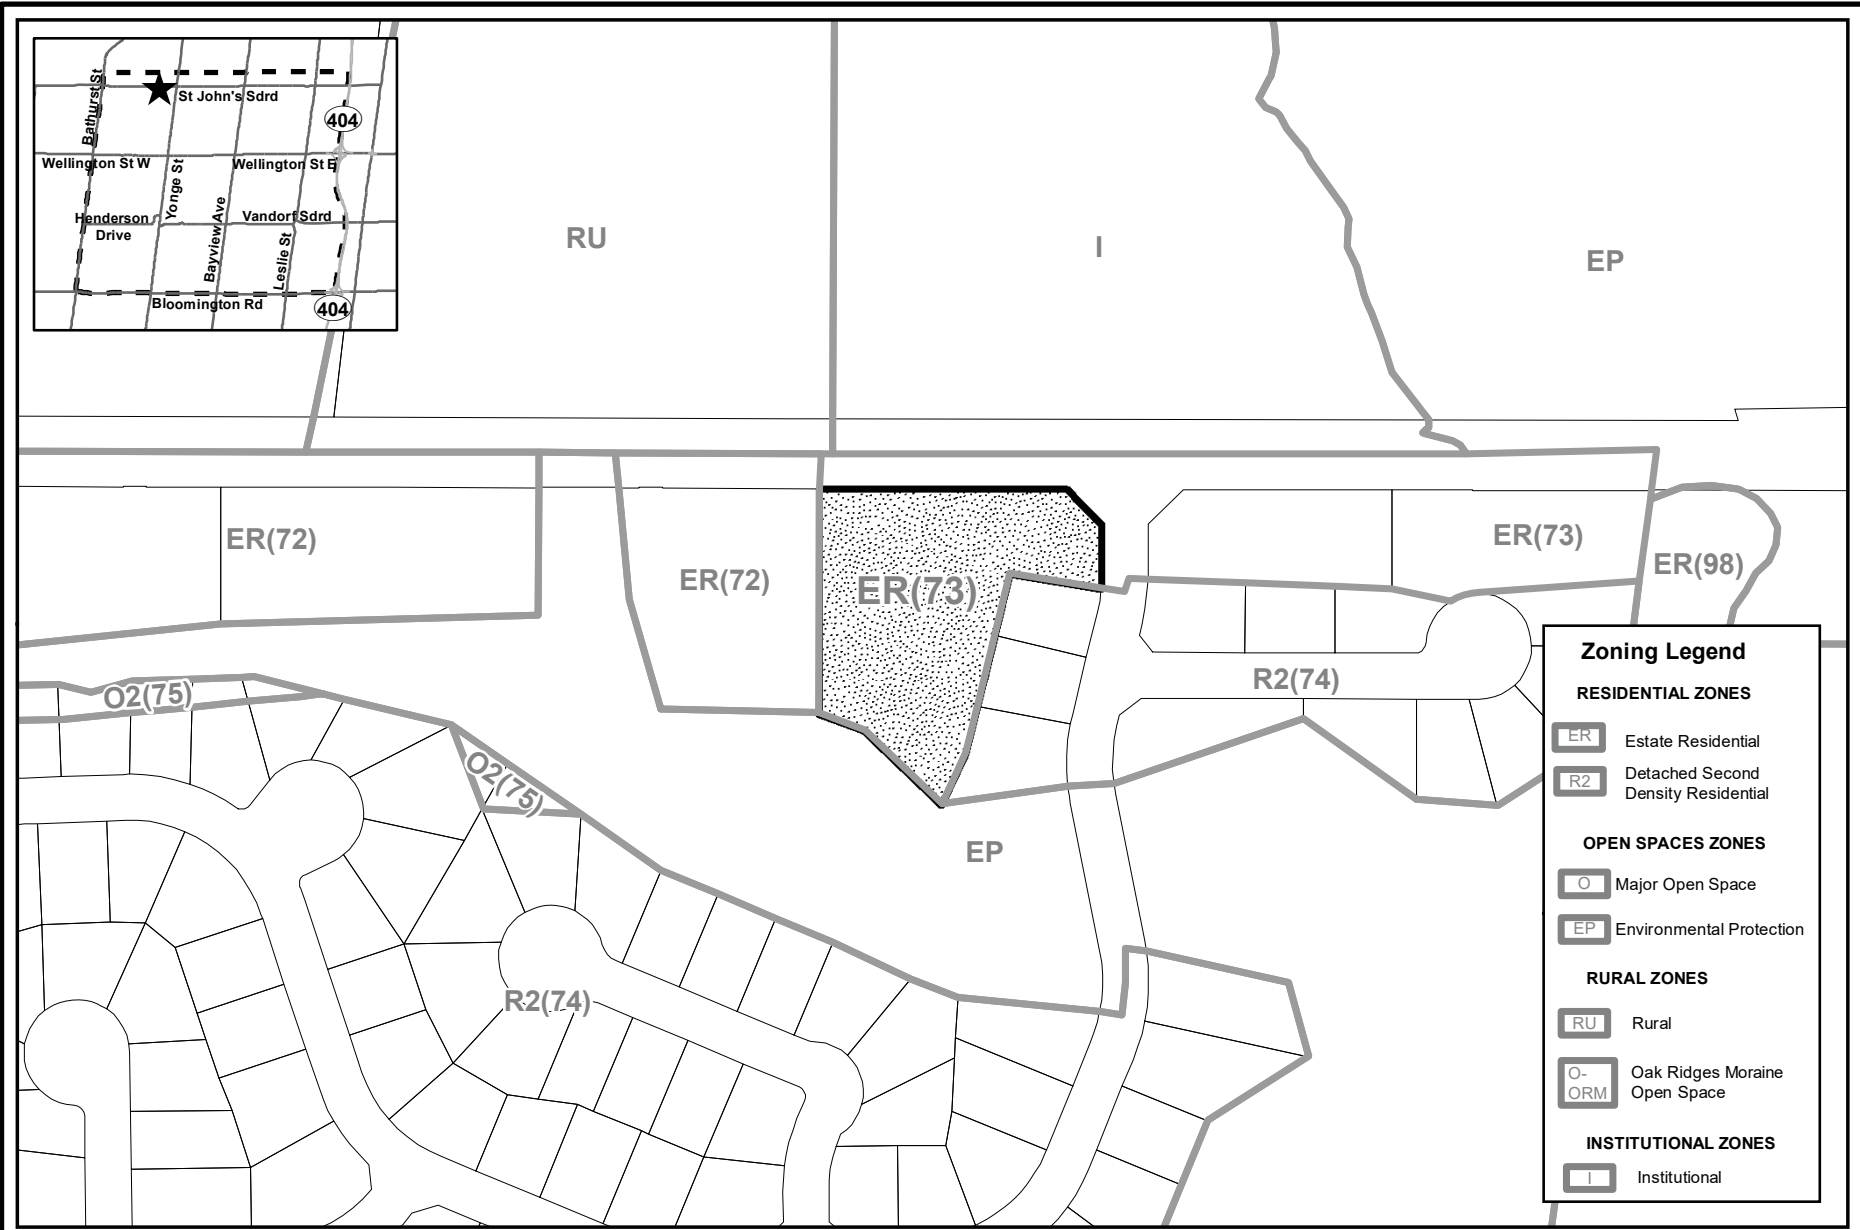 Bathurst St
St John's Sdrd
404
Wellington St W
Wellington St E
Yonge St
Henderson
Drive
Bayview Ave
Vandorf Sdrd
Leslie St
Bloomington Rd
404
RU
I
EP
ER(72)
ER(72)
ER(73)
ER(73)
ER(98)
O2(75)
R2(74)
O2(75)
EP
R2(74)
Zoning Legend
RESIDENTIAL ZONES
ER Estate Residential
R2 Detached Second
Density Residential
OPEN SPACES ZONES
O Major Open Space
EP Environmental Protection
RURAL ZONES
RU Rural
O- Oak Ridges Moraine
ORM Open Space
INSTITUTIONAL ZONES
I Institutional